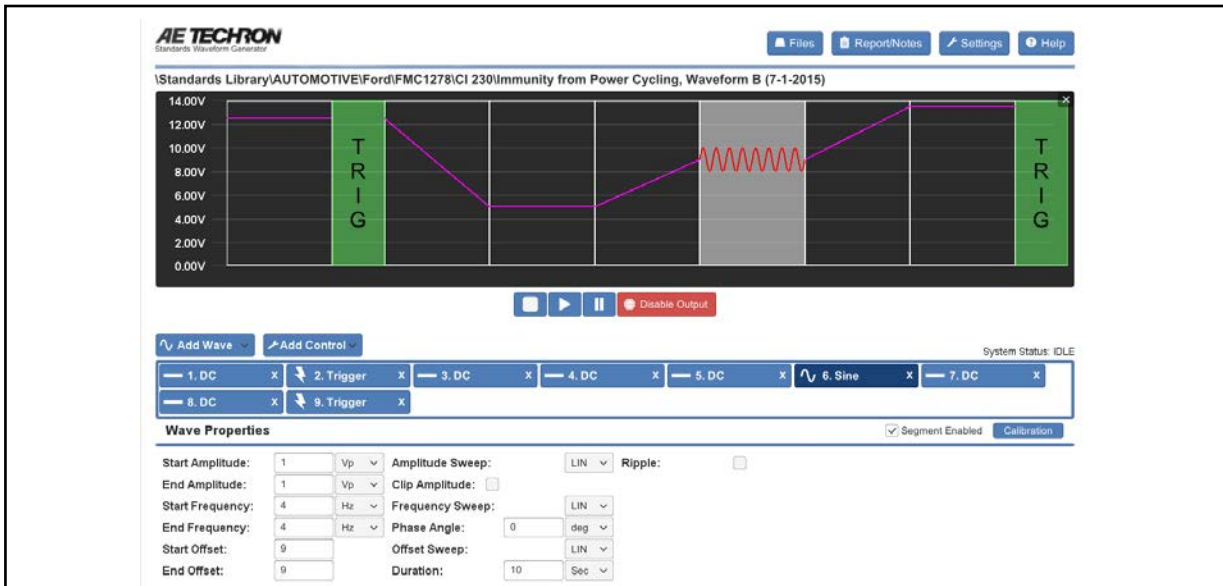 AE TECHRON
Standards Waveform Generator
Files
Report/Notes
Settings
Help
\Standards Library\AUTOMOTIVE\Ford\FMC1278\CI 230\Immunity from Power Cycling, Waveform B (7-1-2015)
14.00V
12.00V
10.00V
8.00V
6.00V
4.00V
2.00V
0.00V
TRIG
TRIG
Disable Output
Add Wave
Add Control
System Status: IDLE
1. DC X 2. Trigger X 3. DC X 4. DC X 5. DC X 6. Sine X 7. DC X
8. DC X 9. Trigger X
Wave Properties
Segment Enabled
Calibration
Start Amplitude: 1 Vp Amplitude Sweep: LIN Ripple:
End Amplitude: 1 Vp Clip Amplitude:
Start Frequency: 4 Hz Frequency Sweep: LIN
End Frequency: 4 Hz Phase Angle: 0 deg
Start Offset: 9 Offset Sweep: LIN
End Offset: 9 Duration: 10 Sec